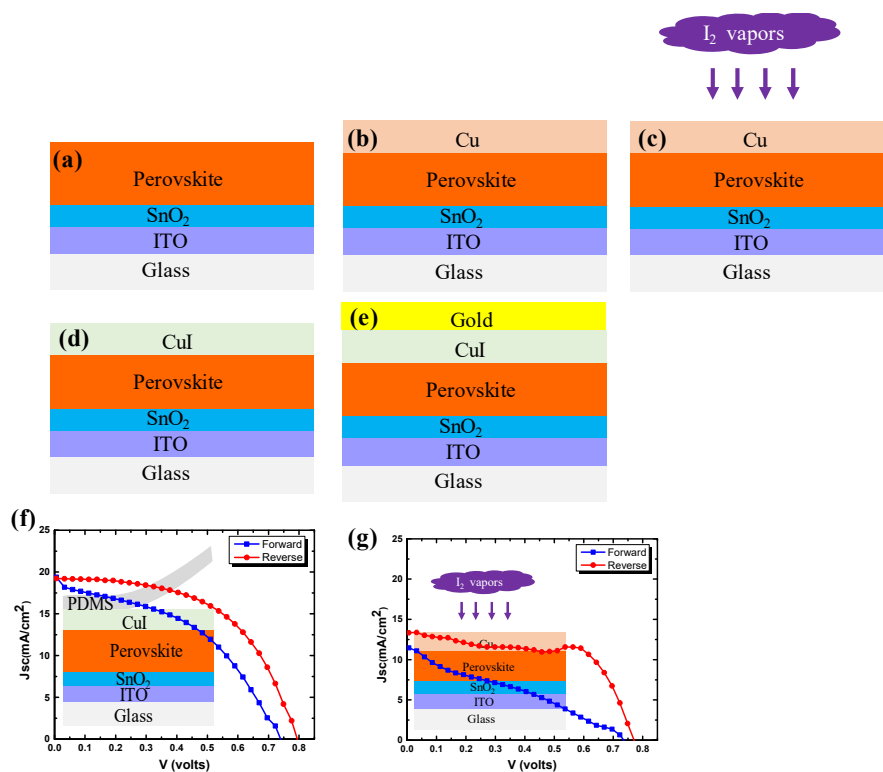 I₂ vapors
(a)
Perovskite
SnO₂
ITO
Glass
(b)
Cu
Perovskite
SnO₂
ITO
Glass
(c)
Cu
Perovskite
SnO₂
ITO
Glass
(d)
CuI
Perovskite
SnO₂
ITO
Glass
(e)
Gold
CuI
Perovskite
SnO₂
ITO
Glass
(f)
25
20
15
10
5
0
Jsc(mA/cm²)
Forward
Reverse
PDMS
CuI
Perovskite
SnO₂
ITO
Glass
0.0 0.1 0.2 0.3 0.4 0.5 0.6 0.7 0.8
V (volts)
(g)
25
20
15
10
5
0
Jsc(mA/cm²)
Forward
Reverse
I₂ vapors
Cu
Perovskite
SnO₂
ITO
Glass
0.0 0.1 0.2 0.3 0.4 0.5 0.6 0.7 0.8
V (volts)